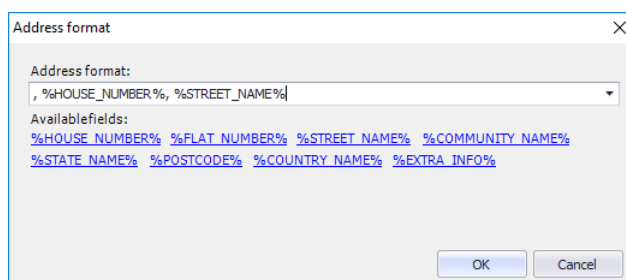 Address format
Address format:
, %HOUSE_NUMBER%, %STREET_NAME%
Availablefields:
%HOUSE_NUMBER% %FLAT_NUMBER% %STREET_NAME% %COMMUNITY_NAME%
%STATE_NAME% %POSTCODE% %COUNTRY_NAME% %EXTRA_INFO%
OK Cancel